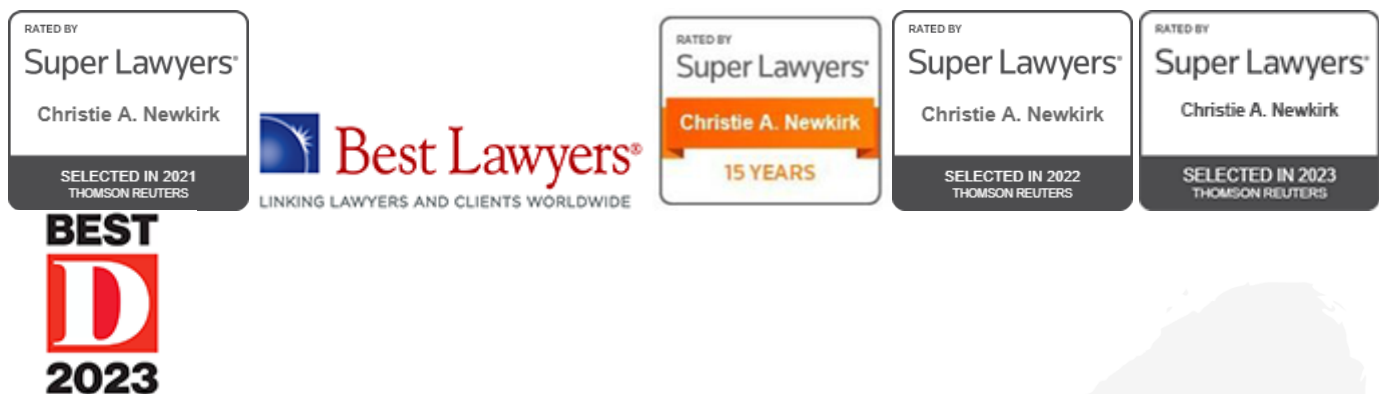 RATED BY
Super Lawyers®
Christie A. Newkirk
SELECTED IN 2021
THOMSON REUTERS
Best Lawyers®
LINKING LAWYERS AND CLIENTS WORLDWIDE
RATED BY
Super Lawyers®
Christie A. Newkirk
15 YEARS
RATED BY
Super Lawyers®
Christie A. Newkirk
SELECTED IN 2022
THOMSON REUTERS
RATED BY
Super Lawyers®
Christie A. Newkirk
SELECTED IN 2023
THOMSON REUTERS
BEST
D
2023